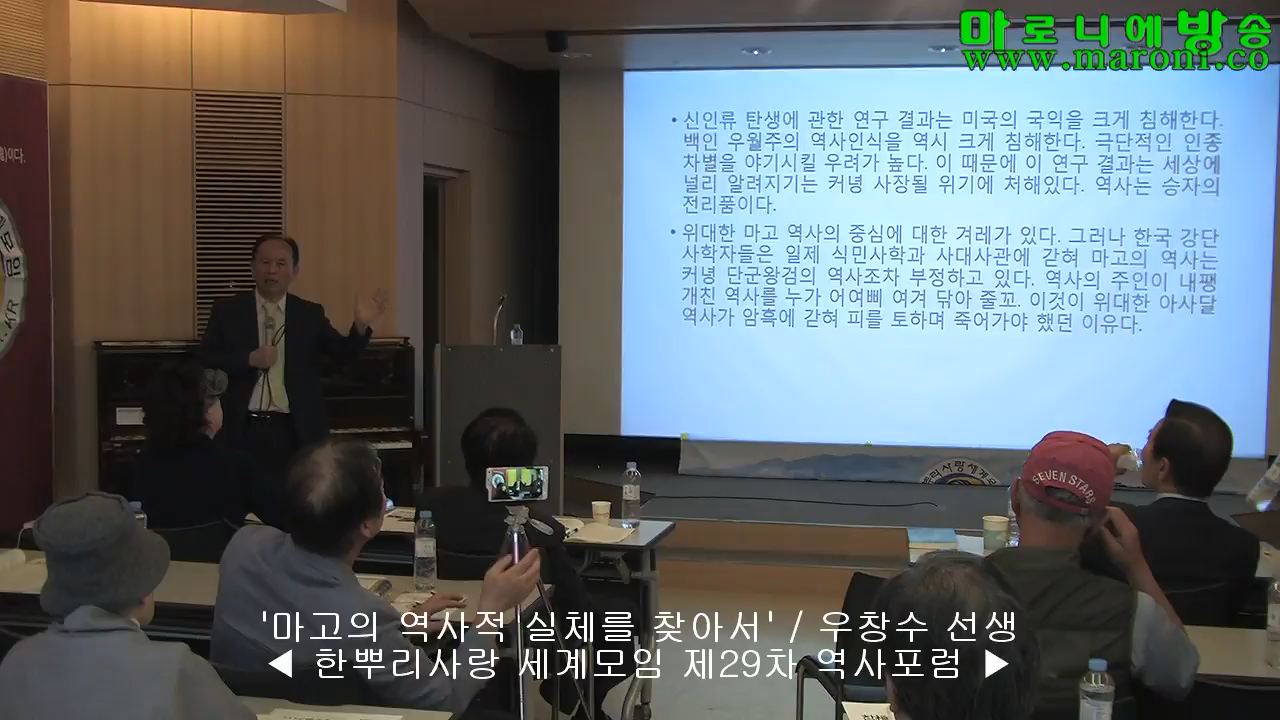 마로니에방송
www.maroni.co
이다.
모임
.KR
• 신인류 탄생에 관한 연구 결과는 미국의 국익을 크게 침해한다.
백인 우월주의 역사인식을 역시 크게 침해한다. 극단적인 인종
차별을 야기시킬 우려가 높다. 이 때문에 이 연구 결과는 세상에
널리 알려지기는 커녕 사장될 위기에 처해있다. 역사는 승자의
전리품이다.
• 위대한 마고 역사의 중심에 대한 겨레가 있다. 그러나 한국 강단
사학자들은 일제 식민사학과 사대사관에 갇혀 마고의 역사는
커녕 단군왕검의 역사조차 부정하고 있다. 역사의 주인이 내팽
개친 역사를 누가 어여삐 여겨 닦아 줄꼬. 이것이 위대한 아사달
역사가 암흑에 갇혀 피를 토하며 죽어가야 했던 이유다.
뿌리사랑세계
SEVEN STARS
'마고의 역사적 실체를 찾아서' / 우창수 선생
◀ 한뿌리사랑 세계모임 제29차 역사포럼 ▶